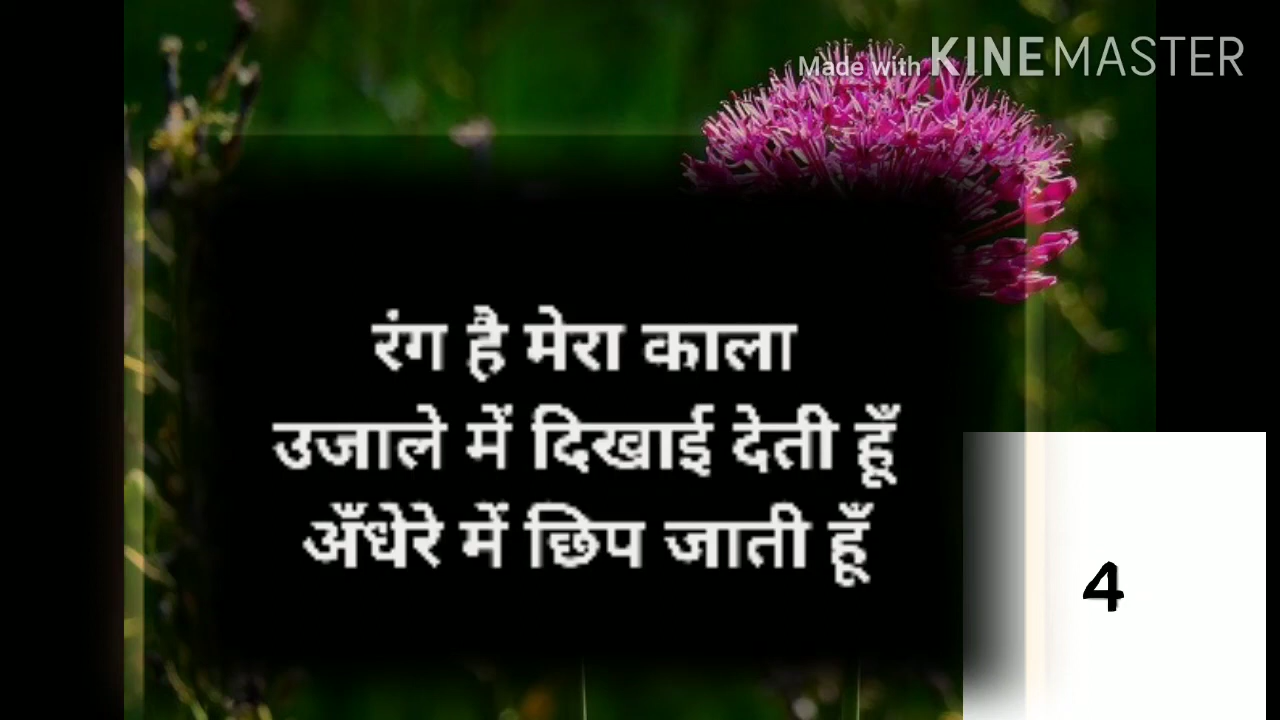 Made with KINEMASTER
रंग है मेरा काला
उजाले में दिखाई देती हूँ
अँधेरे में छिप जाती हूँ
4